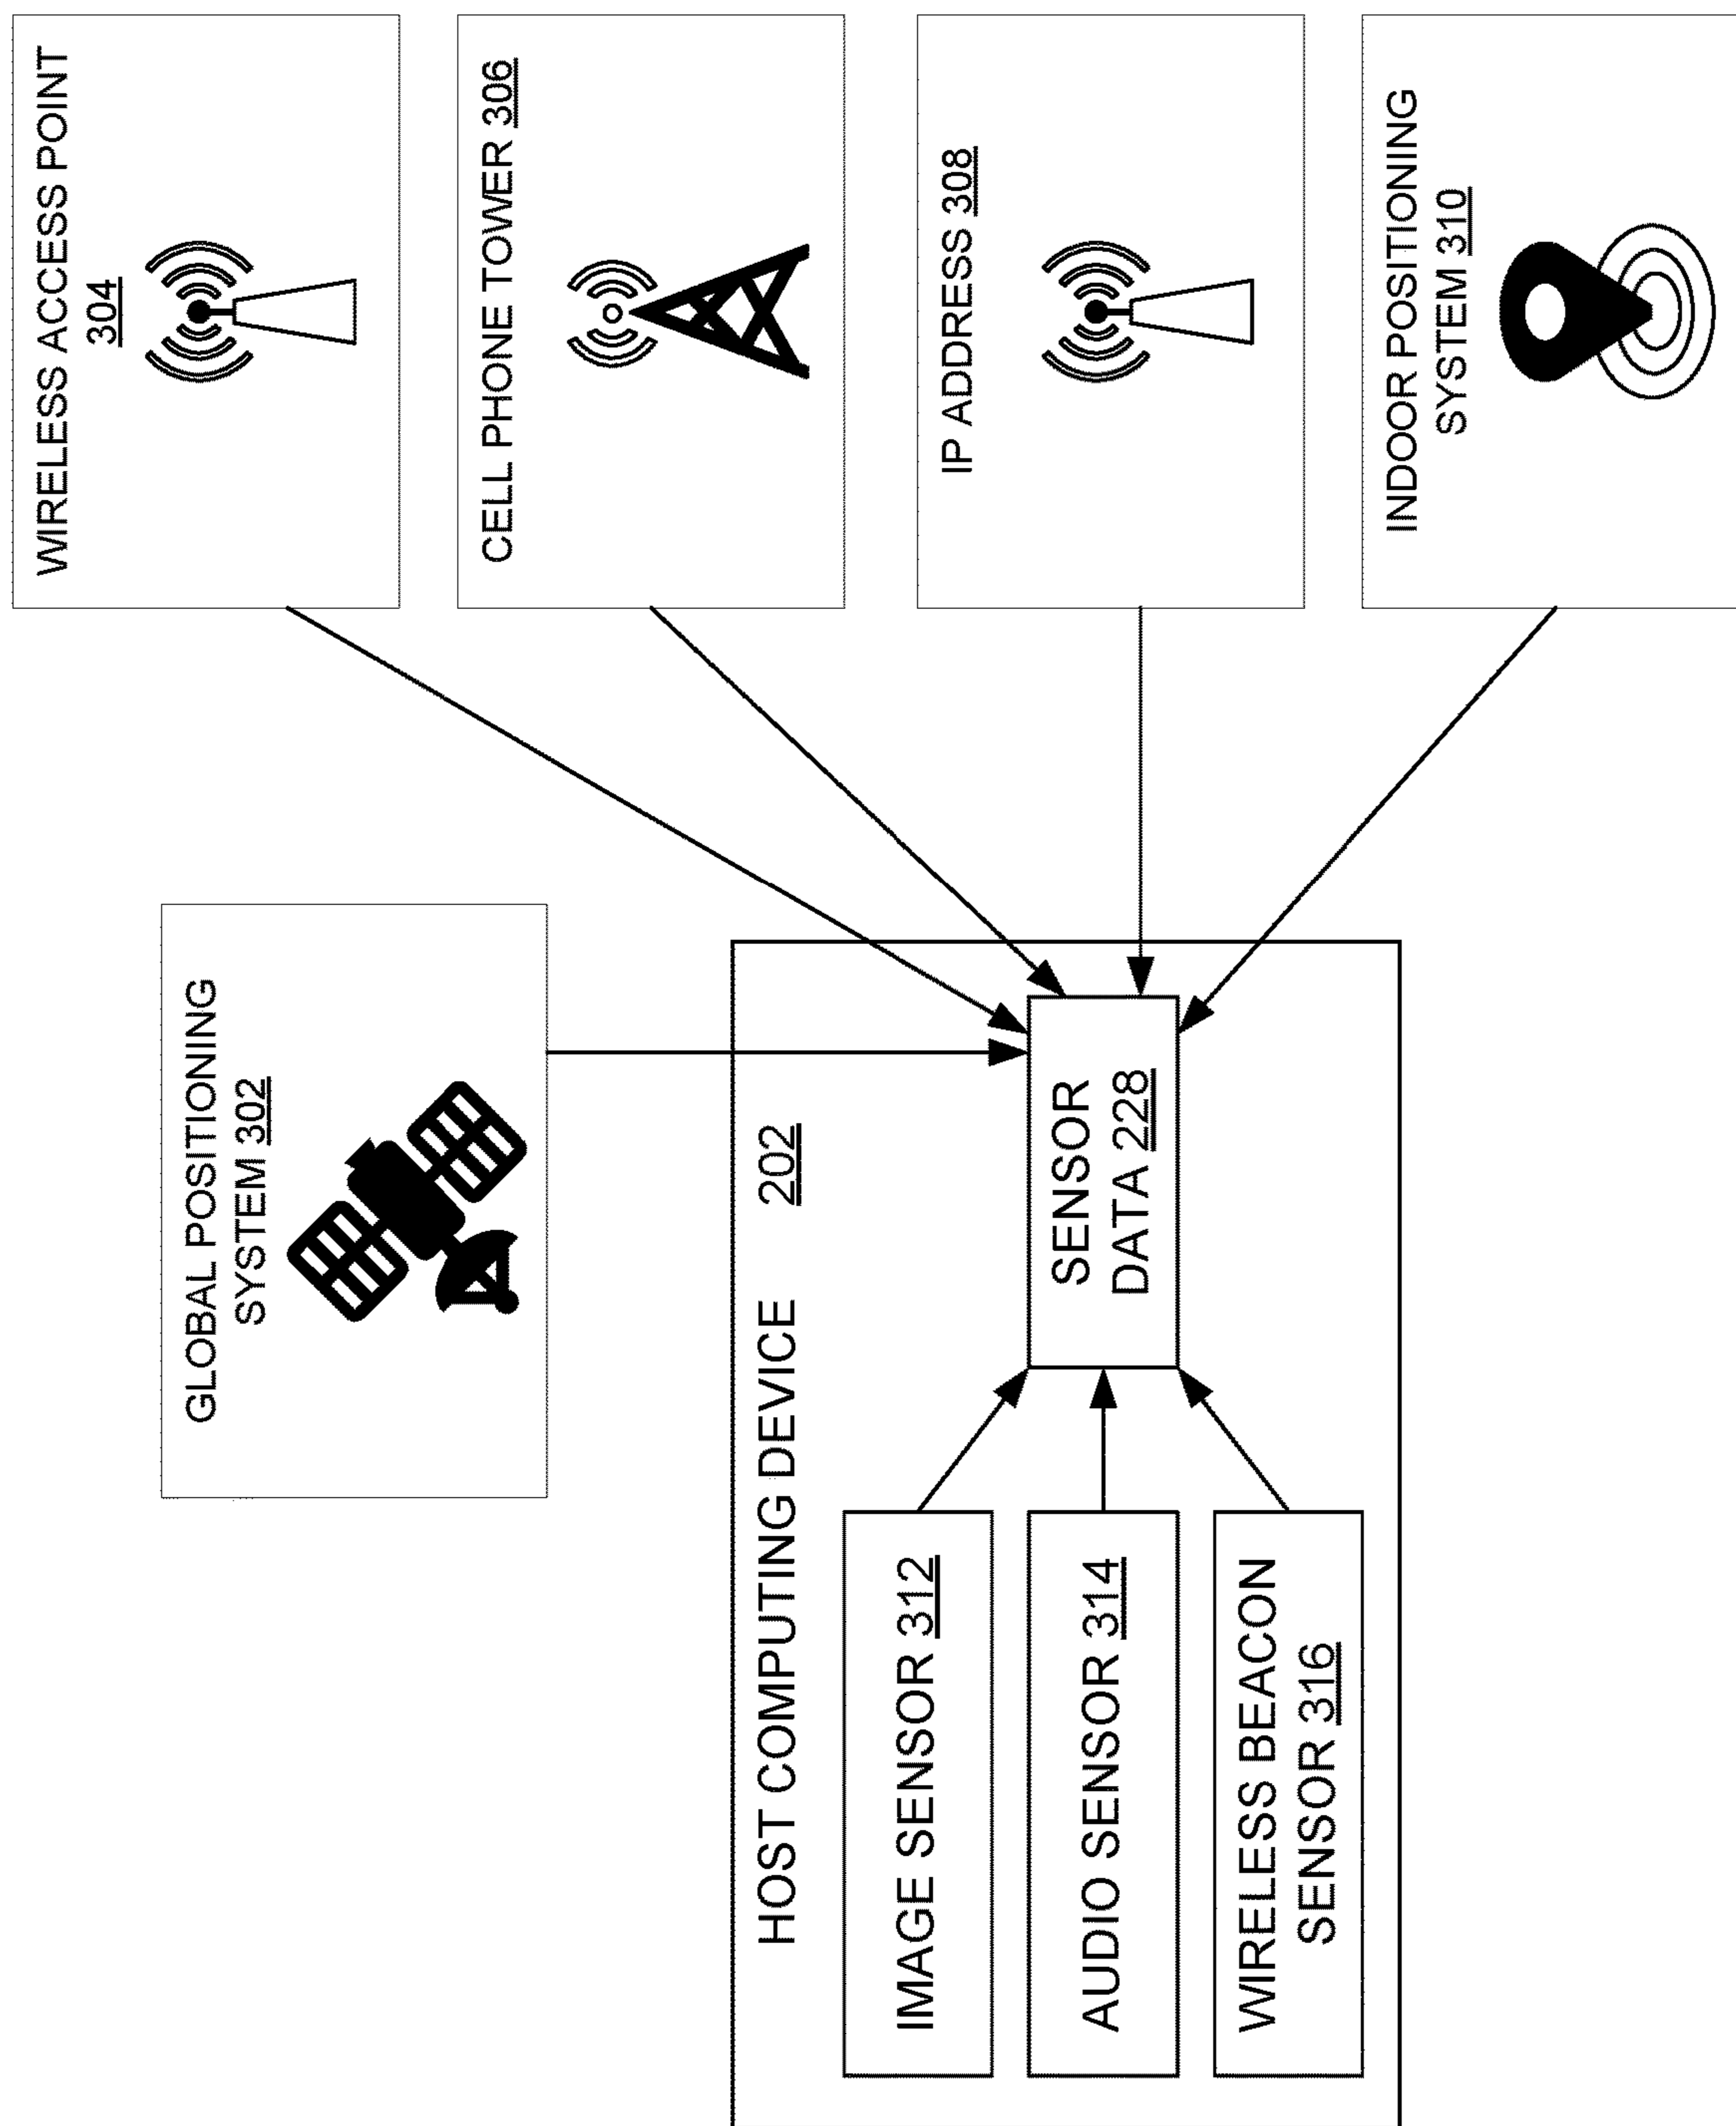 GLOBAL POSITIONING
SYSTEM 302
WIRELESS ACCESS POINT
304
HOST COMPUTING DEVICE 202
IMAGE SENSOR 312
AUDIO SENSOR 314
WIRELESS BEACON
SENSOR 316
SENSOR
DATA 228
CELL PHONE TOWER 306
IP ADDRESS 308
INDOOR POSITIONING
SYSTEM 310